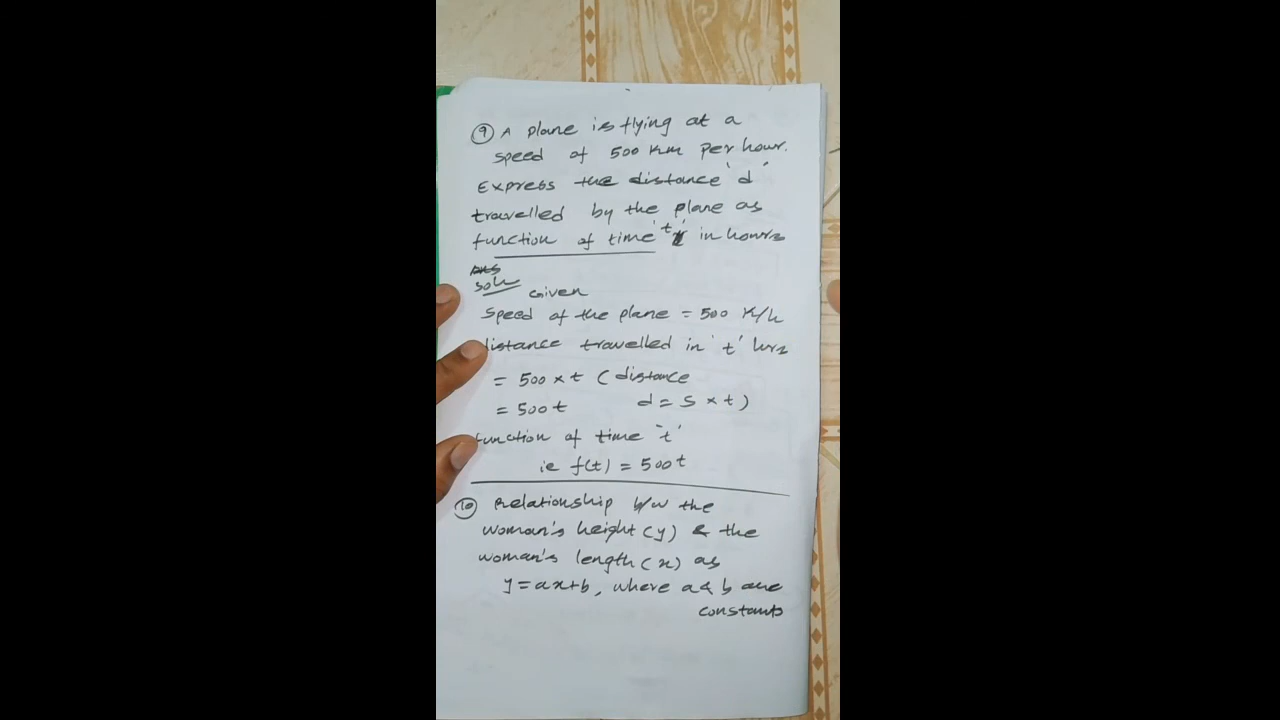 ⑨ A plane is flying at a
speed of 500 Km per hour.
Express the distance 'd'
travelled by the plane as
function of time 't' in hours
Ans
Soln Given
Speed of the plane = 500 K/h
distance travelled in 't' hrs
= 500 × t ( distance
= 500 t d = S × t )
function of time 't'
ie f(t) = 500t
⑩ Relationship b/w the
woman's height (y) & the
woman's length (x) as
y = ax+b, where a & b are
constants